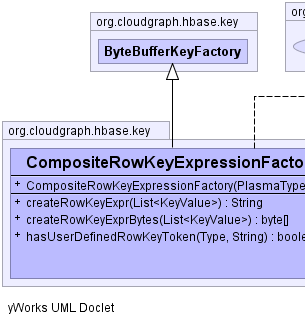 org.cloudgraph.hbase.key
org
ByteBufferKeyFactory
org.cloudgraph.hbase.key
CompositeRowKeyExpressionFacto
+ CompositeRowKeyExpressionFactory(PlasmaType
+ createRowKeyExpr(List<KeyValue>) : String
+ createRowKeyExprBytes(List<KeyValue>) : byte[]
+ hasUserDefinedRowKeyToken(Type, String) : boole
yWorks UML Doclet